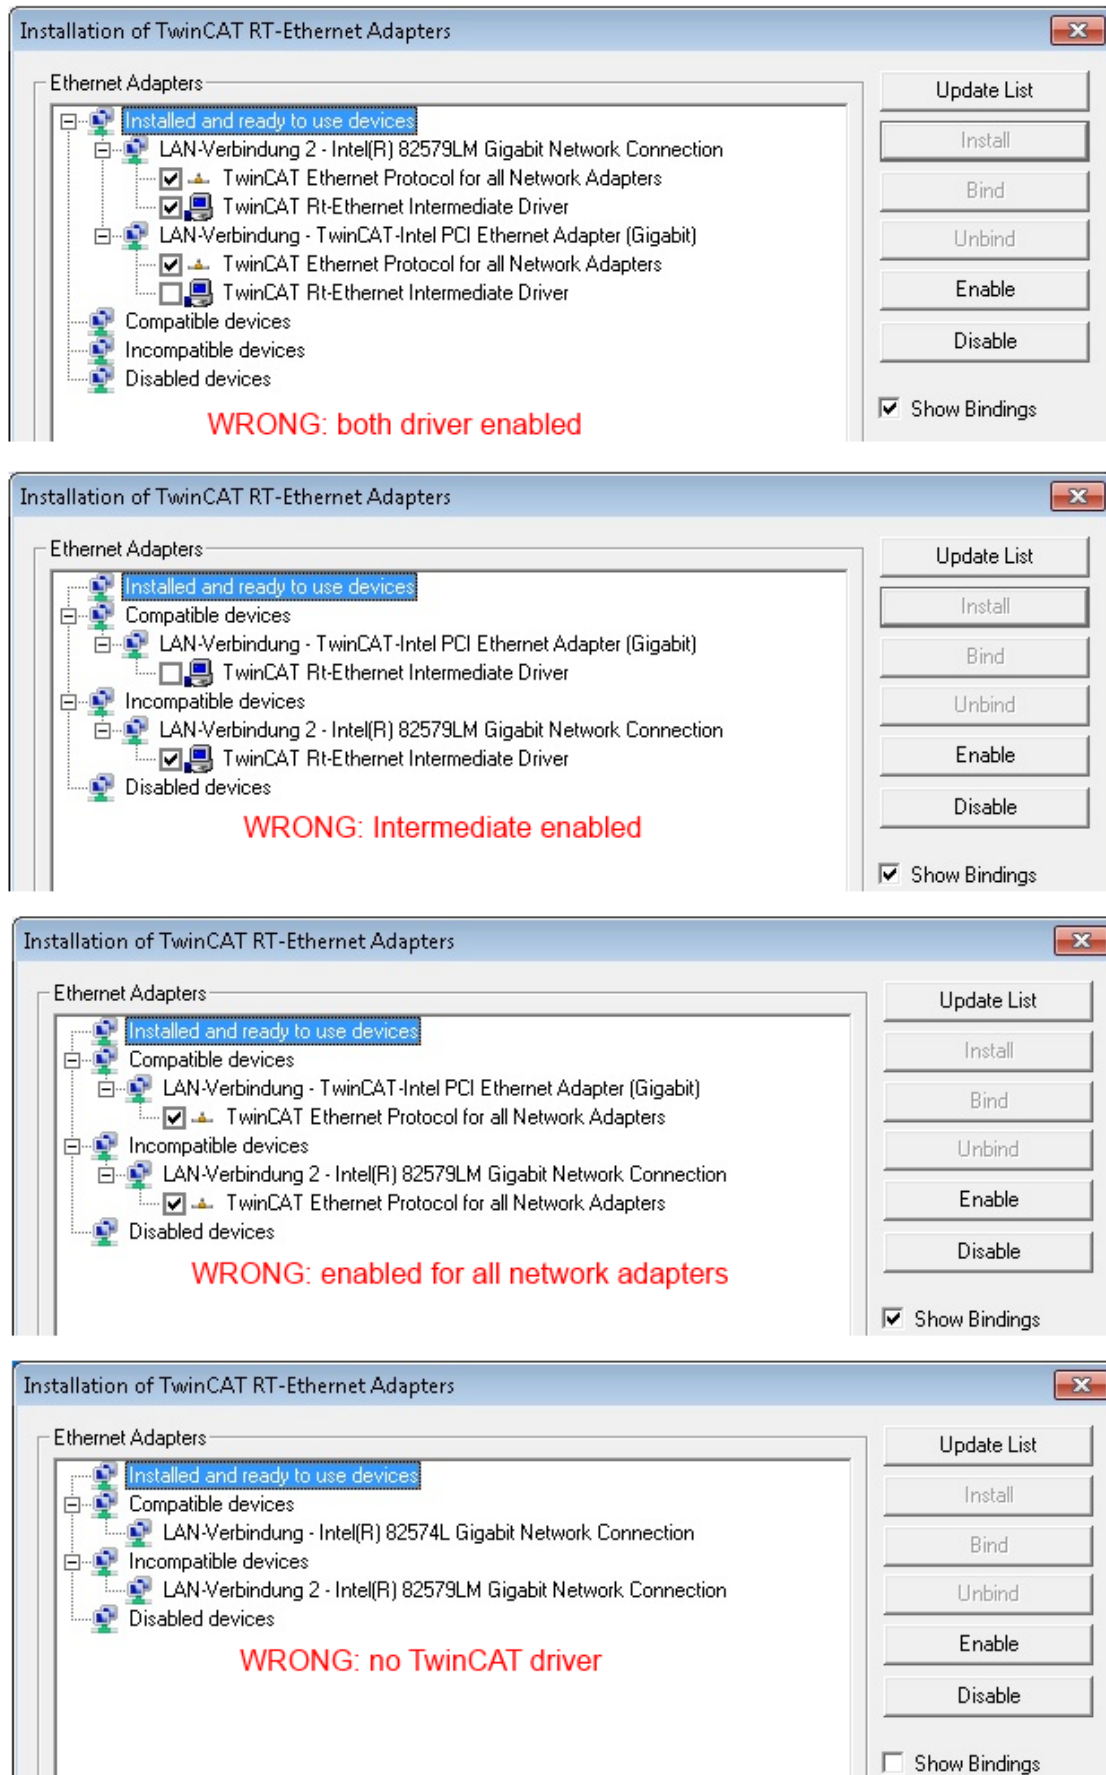 Installation of TwinCAT RT-Ethernet Adapters
Ethernet Adapters
Update List
Installed and ready to use devices
Install
LAN-Verbindung 2 - Intel(R) 82579LM Gigabit Network Connection
TwinCAT Ethernet Protocol for all Network Adapters
Bind
TwinCAT Rt-Ethernet Intermediate Driver
LAN-Verbindung - TwinCAT-Intel PCI Ethernet Adapter (Gigabit)
Unbind
TwinCAT Ethernet Protocol for all Network Adapters
TwinCAT Rt-Ethernet Intermediate Driver
Enable
Compatible devices
Incompatible devices
Disable
Disabled devices
WRONG: both driver enabled
Show Bindings
Installation of TwinCAT RT-Ethernet Adapters
Ethernet Adapters
Update List
Installed and ready to use devices
Compatible devices
Install
LAN-Verbindung - TwinCAT-Intel PCI Ethernet Adapter (Gigabit)
Bind
TwinCAT Rt-Ethernet Intermediate Driver
Incompatible devices
Unbind
LAN-Verbindung 2 - Intel(R) 82579LM Gigabit Network Connection
TwinCAT Rt-Ethernet Intermediate Driver
Enable
Disabled devices
Disable
WRONG: Intermediate enabled
Show Bindings
Installation of TwinCAT RT-Ethernet Adapters
Ethernet Adapters
Update List
Installed and ready to use devices
Compatible devices
Install
LAN-Verbindung - TwinCAT-Intel PCI Ethernet Adapter (Gigabit)
Bind
TwinCAT Ethernet Protocol for all Network Adapters
Incompatible devices
Unbind
LAN-Verbindung 2 - Intel(R) 82579LM Gigabit Network Connection
TwinCAT Ethernet Protocol for all Network Adapters
Enable
Disabled devices
Disable
WRONG: enabled for all network adapters
Show Bindings
Installation of TwinCAT RT-Ethernet Adapters
Ethernet Adapters
Update List
Installed and ready to use devices
Compatible devices
Install
LAN-Verbindung - Intel(R) 82574L Gigabit Network Connection
Bind
Incompatible devices
LAN-Verbindung 2 - Intel(R) 82579LM Gigabit Network Connection
Unbind
Disabled devices
Enable
WRONG: no TwinCAT driver
Disable
Show Bindings